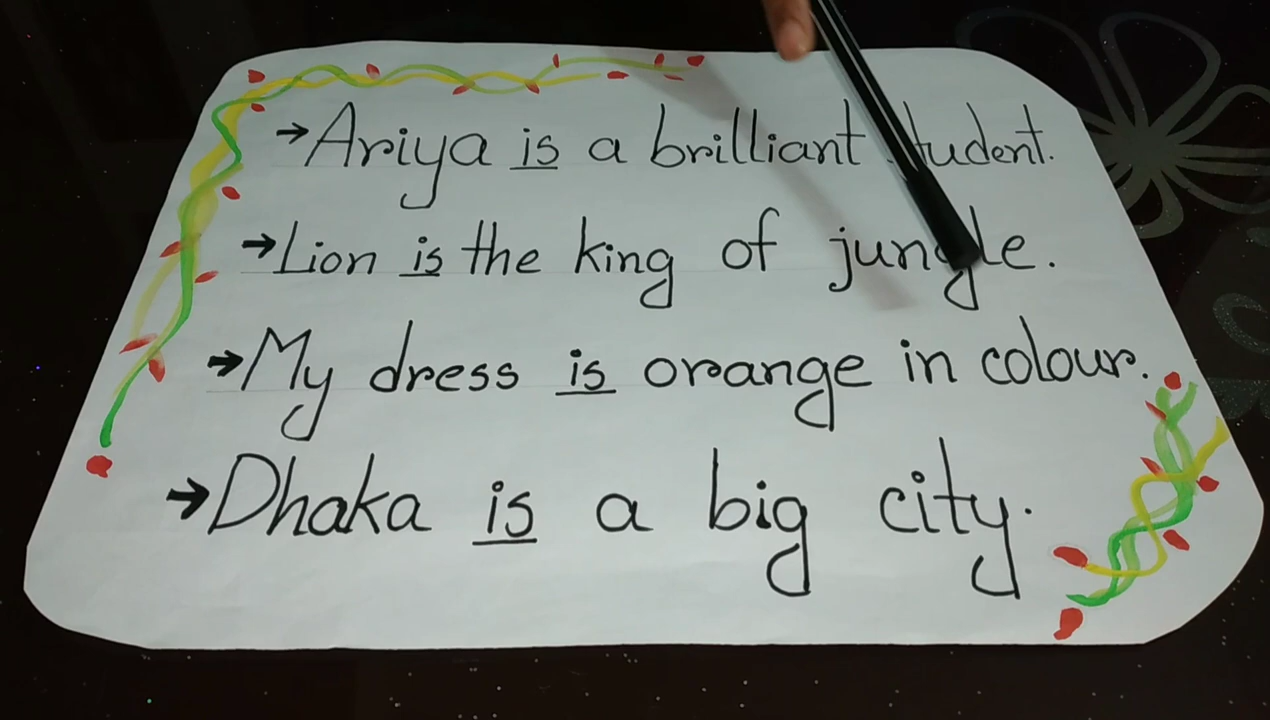 →Ariya is a brilliant student.
→Lion is the king of jungle.
→My dress is orange in colour.
→Dhaka is a big city.